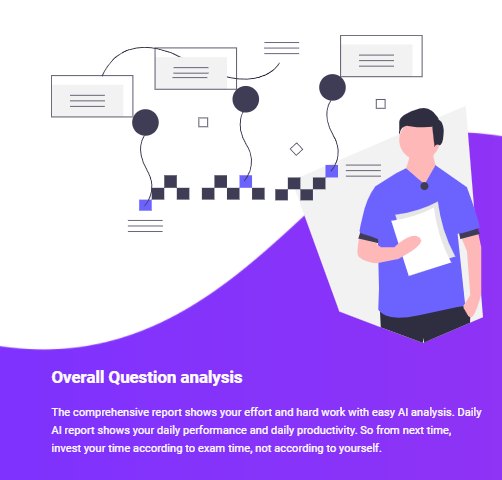 Overall Question analysis
The comprehensive report shows your effort and hard work with easy AI analysis. Daily
AI report shows your daily performance and daily productivity. So from next time,
invest your time according to exam time, not according to yourself.